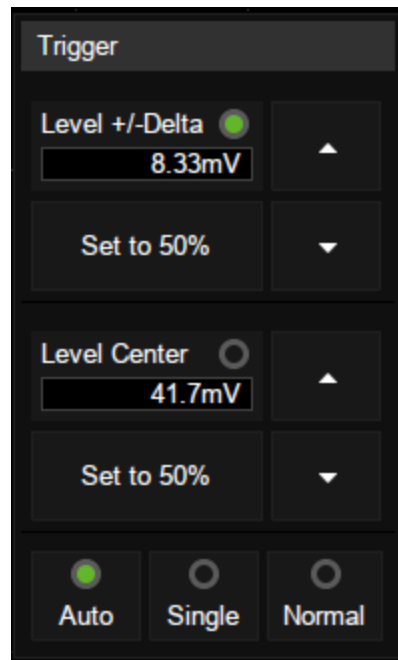 Trigger
Level +/-Delta
8.33mV
Set to 50%
Level Center
41.7mV
Set to 50%
Auto Single Normal